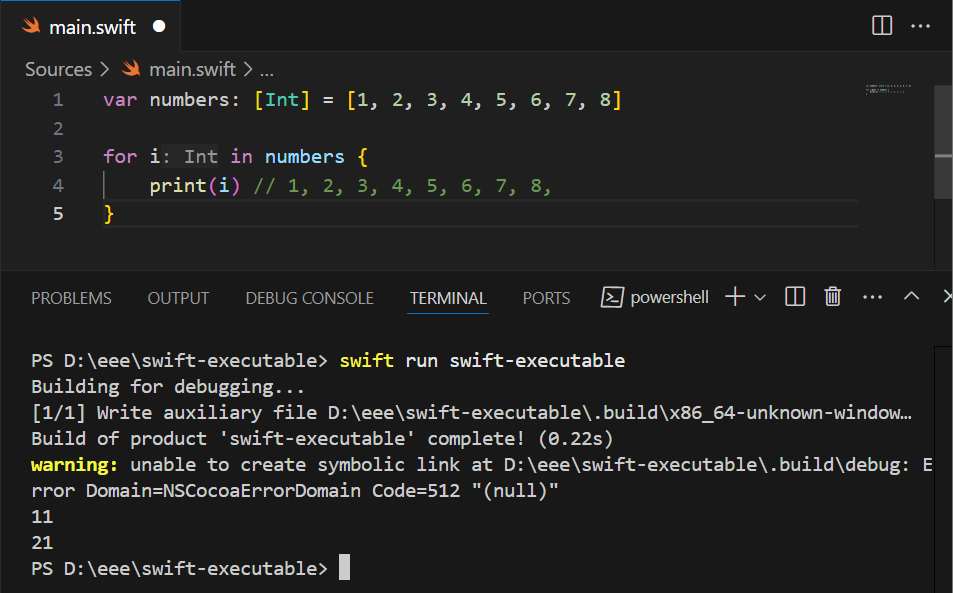 main.swift
Sources > main.swift > ...
1 var numbers: [Int] = [1, 2, 3, 4, 5, 6, 7, 8]
2
3 for i: Int in numbers {
4     print(i) // 1, 2, 3, 4, 5, 6, 7, 8,
5 }
PROBLEMS OUTPUT DEBUG CONSOLE TERMINAL PORTS powershell
PS D:\eee\swift-executable> swift run swift-executable
Building for debugging...
[1/1] Write auxiliary file D:\eee\swift-executable\.build\x86_64-unknown-window…
Build of product 'swift-executable' complete! (0.22s)
warning: unable to create symbolic link at D:\eee\swift-executable\.build\debug: E
rror Domain=NSCocoaErrorDomain Code=512 "(null)"
11
21
PS D:\eee\swift-executable>